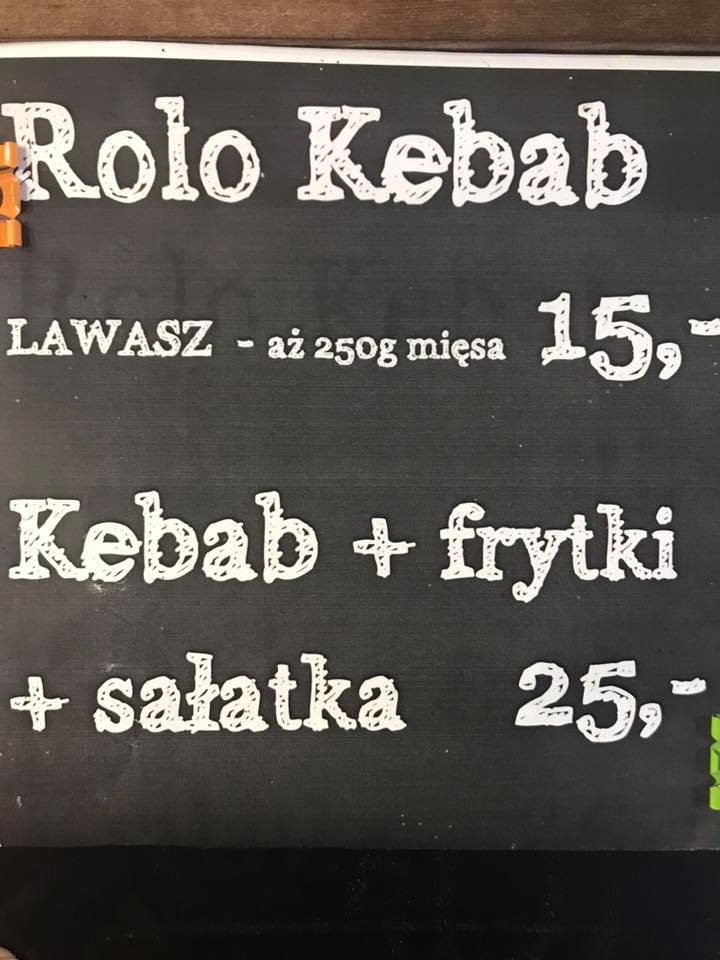 Rolo Kebab
LAWASZ - aż 250g mięsa 15,-
Kebab + frytki
+ sałatka 25,-